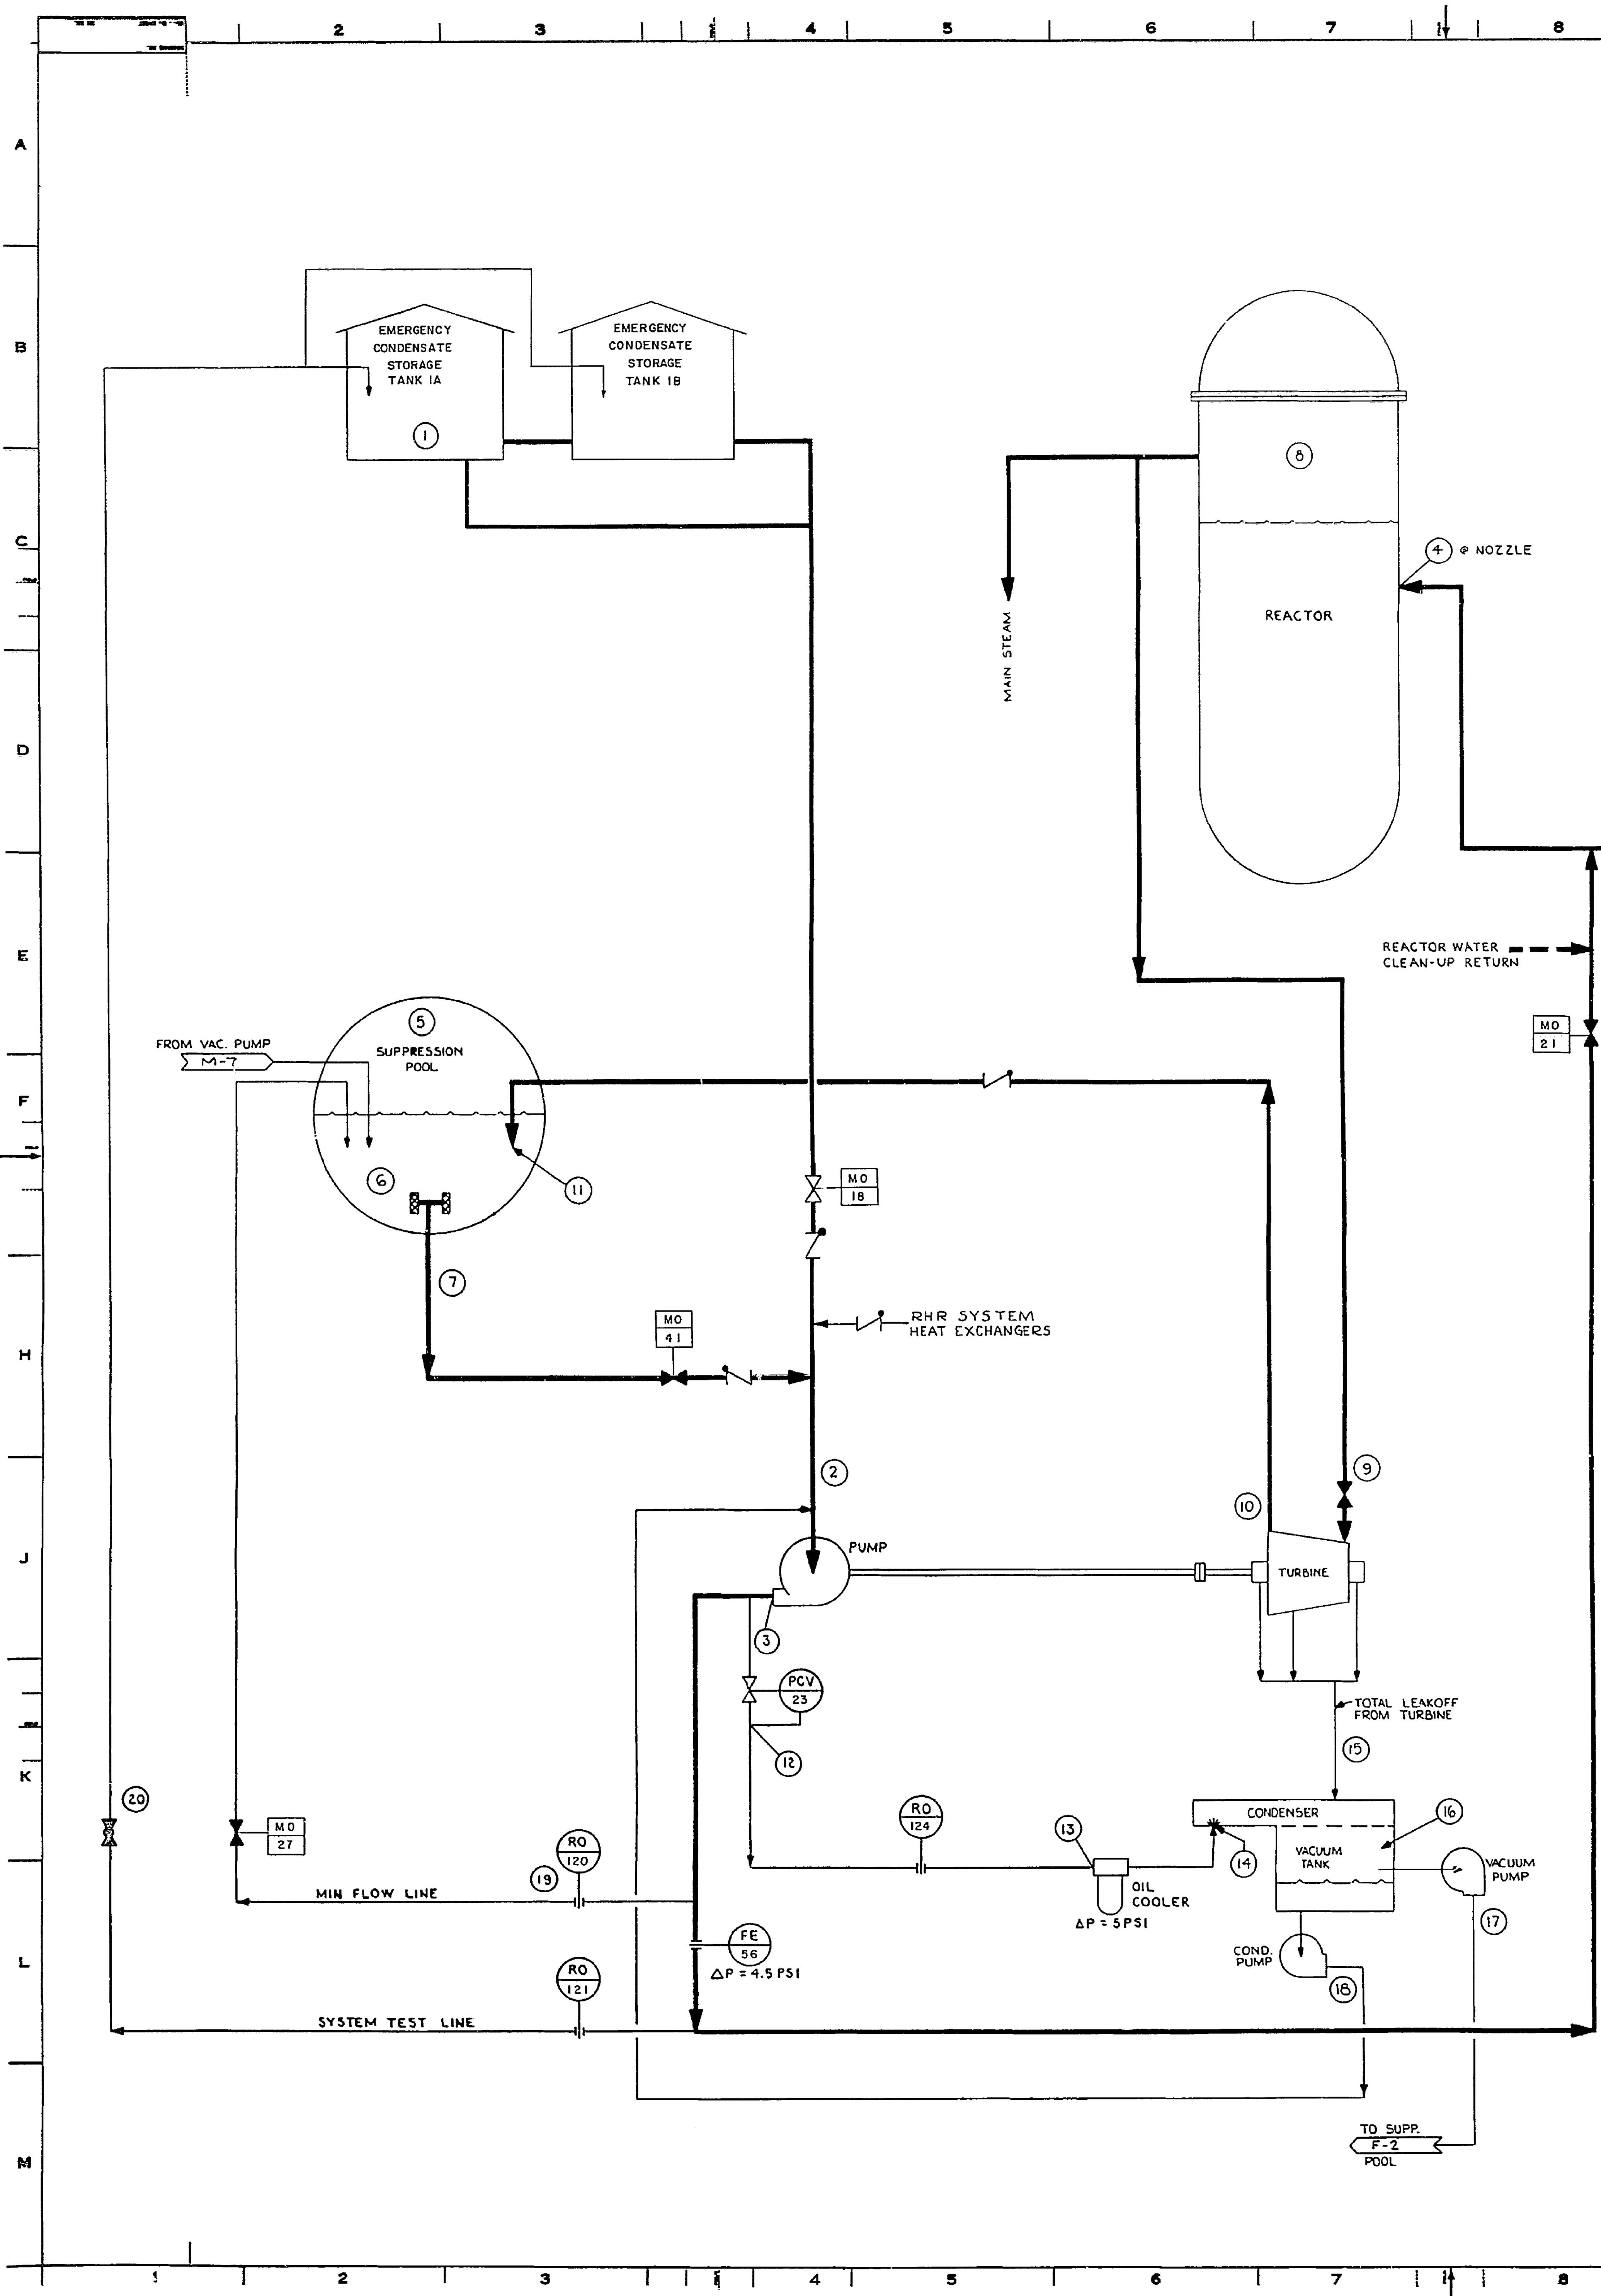 2 3 4 5 6 7 8
A
B
C
D
E
F
H
J
K
L
M
EMERGENCY
CONDENSATE
STORAGE
TANK 1A
1
EMERGENCY
CONDENSATE
STORAGE
TANK 1B
8
4 @ NOZZLE
REACTOR
MAIN STEAM
REACTOR WATER
CLEAN-UP RETURN
MO
21
5
SUPPRESSION
POOL
FROM VAC. PUMP
M-7
6
11
MO
18
7
MO
41
RHR SYSTEM
HEAT EXCHANGERS
2
9
10
PUMP
TURBINE
3
PCV
23
12
TOTAL LEAKOFF
FROM TURBINE
15
20
MO
27
RO
120
19
MIN FLOW LINE
RO
124
13
OIL
COOLER
ΔP = 5 PSI
14
CONDENSER
16
VACUUM
TANK
VACUUM
PUMP
17
FE
56
ΔP = 4.5 PSI
COND.
PUMP
18
RO
121
SYSTEM TEST LINE
TO SUPP.
F-2
POOL
1 2 3 4 5 6 7 8